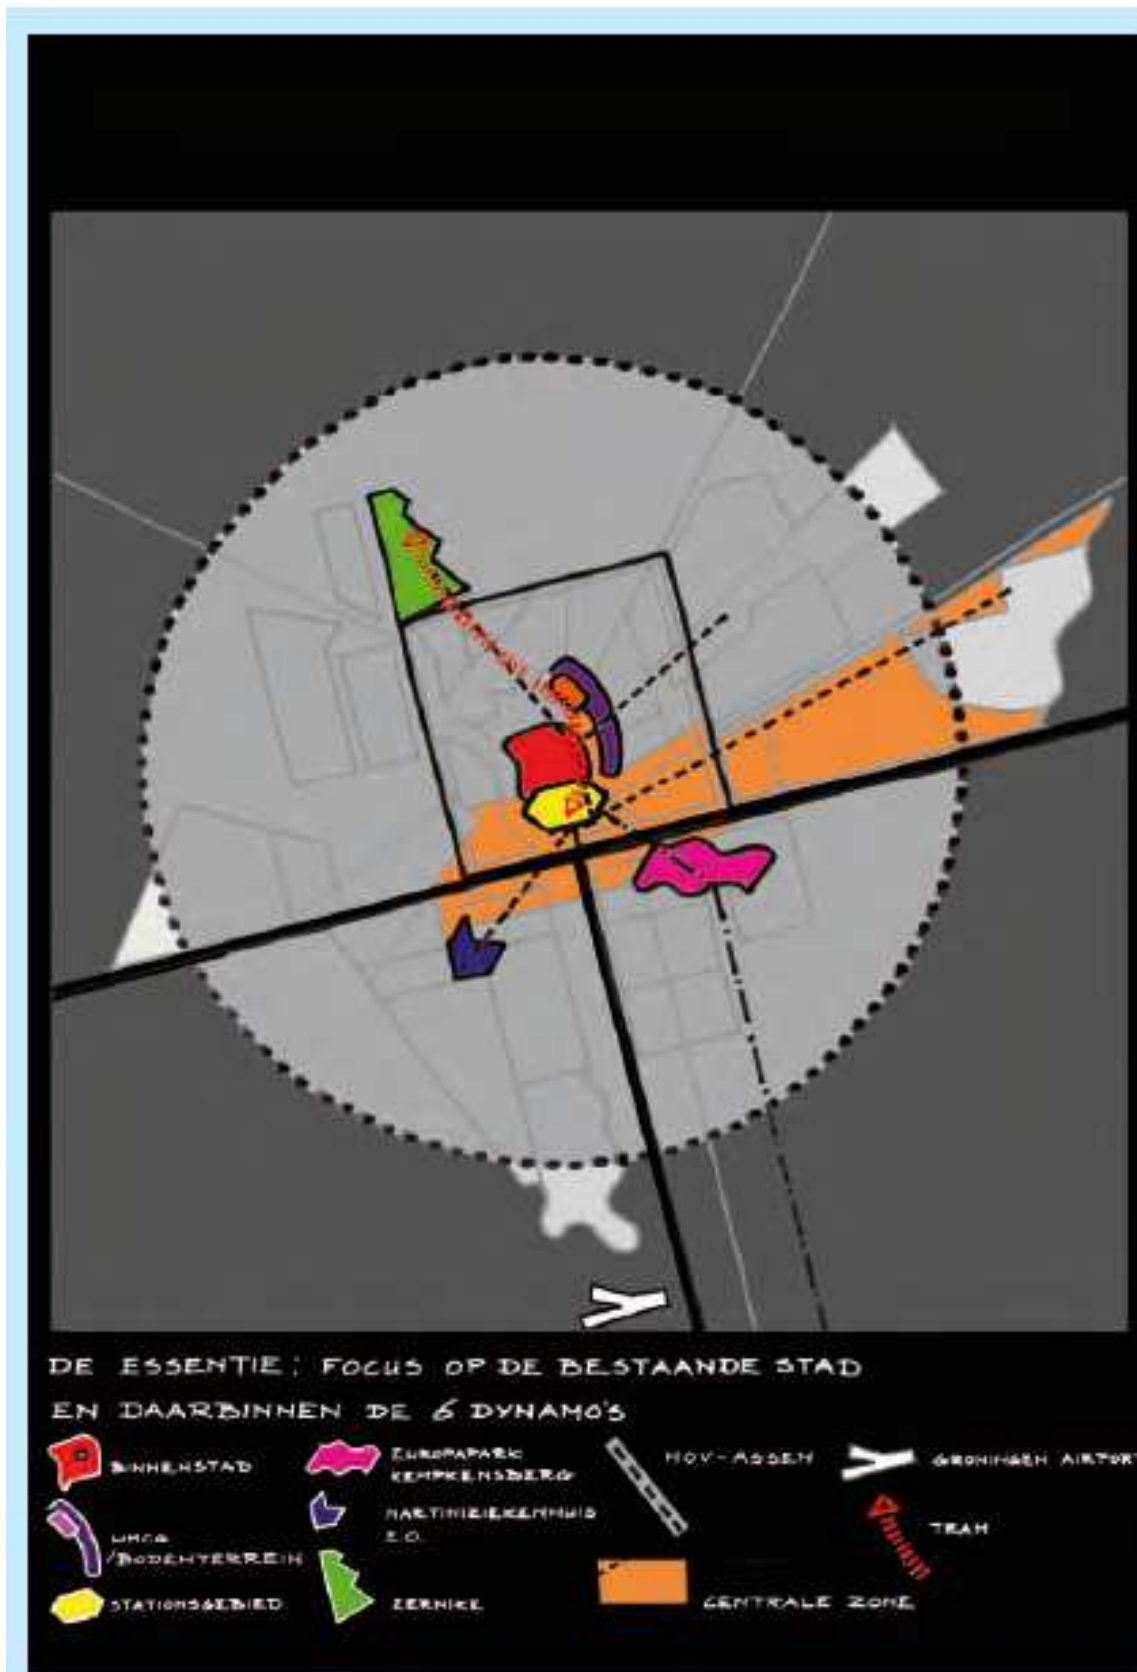 DE ESSENTIE: FOCUS OP DE BESTAANDE STAD
EN DAARBINNEN DE 6 DYNAMO'S
BINNENSTAD
UMCG
/BODENTERREIN
STATIONSGEBIED
EUROPAPARK
KEMPKENSBERG
MARTINIZIEKENHUIS
E.O.
ZERNIKE
HOV-ASSEN
CENTRALE ZONE
GRONINGEN AIRPORT
TRAM